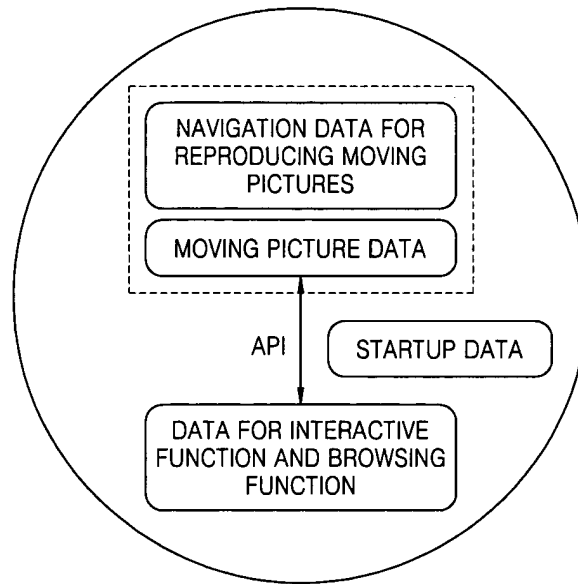 NAVIGATION DATA FOR
REPRODUCING MOVING
PICTURES
MOVING PICTURE DATA
API
STARTUP DATA
DATA FOR INTERACTIVE
FUNCTION AND BROWSING
FUNCTION